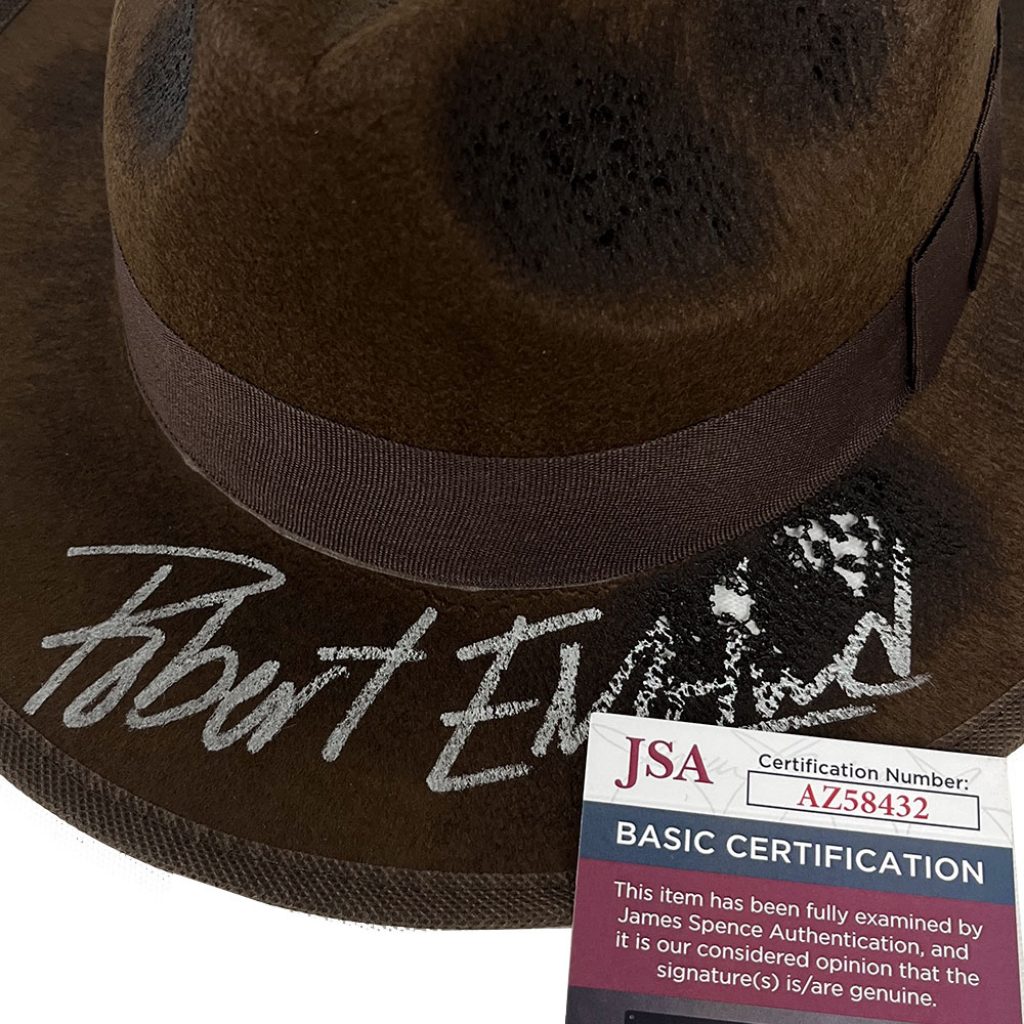 Robert Englund
JSA
Certification Number:
AZ58432
BASIC CERTIFICATION
This item has been fully examined by
James Spence Authentication, and
it is our considered opinion that the
signature(s) is/are genuine.